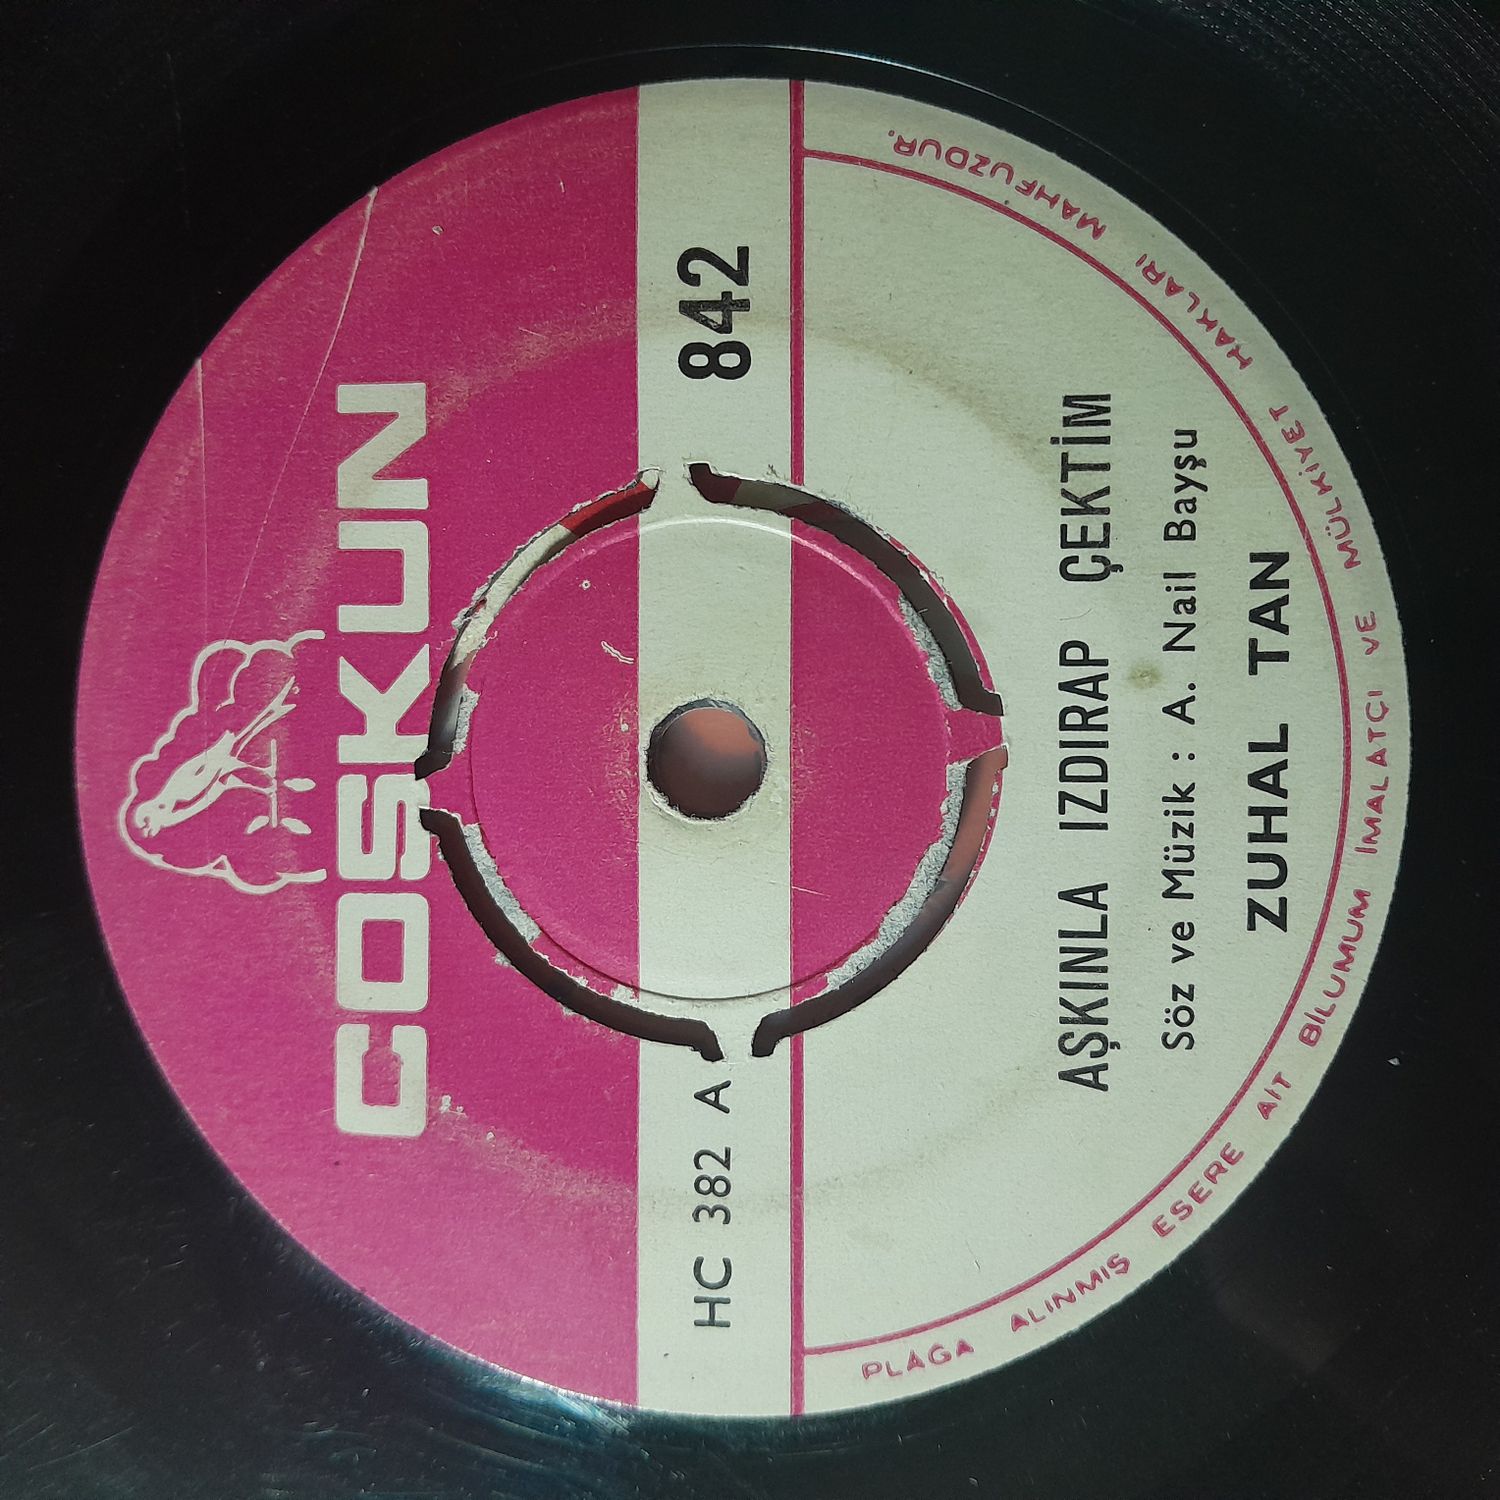 COŞKUN
HC 382 A
842
AŞKINLA IZDIRAP ÇEKTİM
Söz ve Müzik : A. Nail Bayşu
ZUHAL TAN
PLÂĞA ALINMIŞ ESERE AİT BİLUMUM İMALATÇI VE MÜLKİYET HAKLARI MAHFUZDUR.